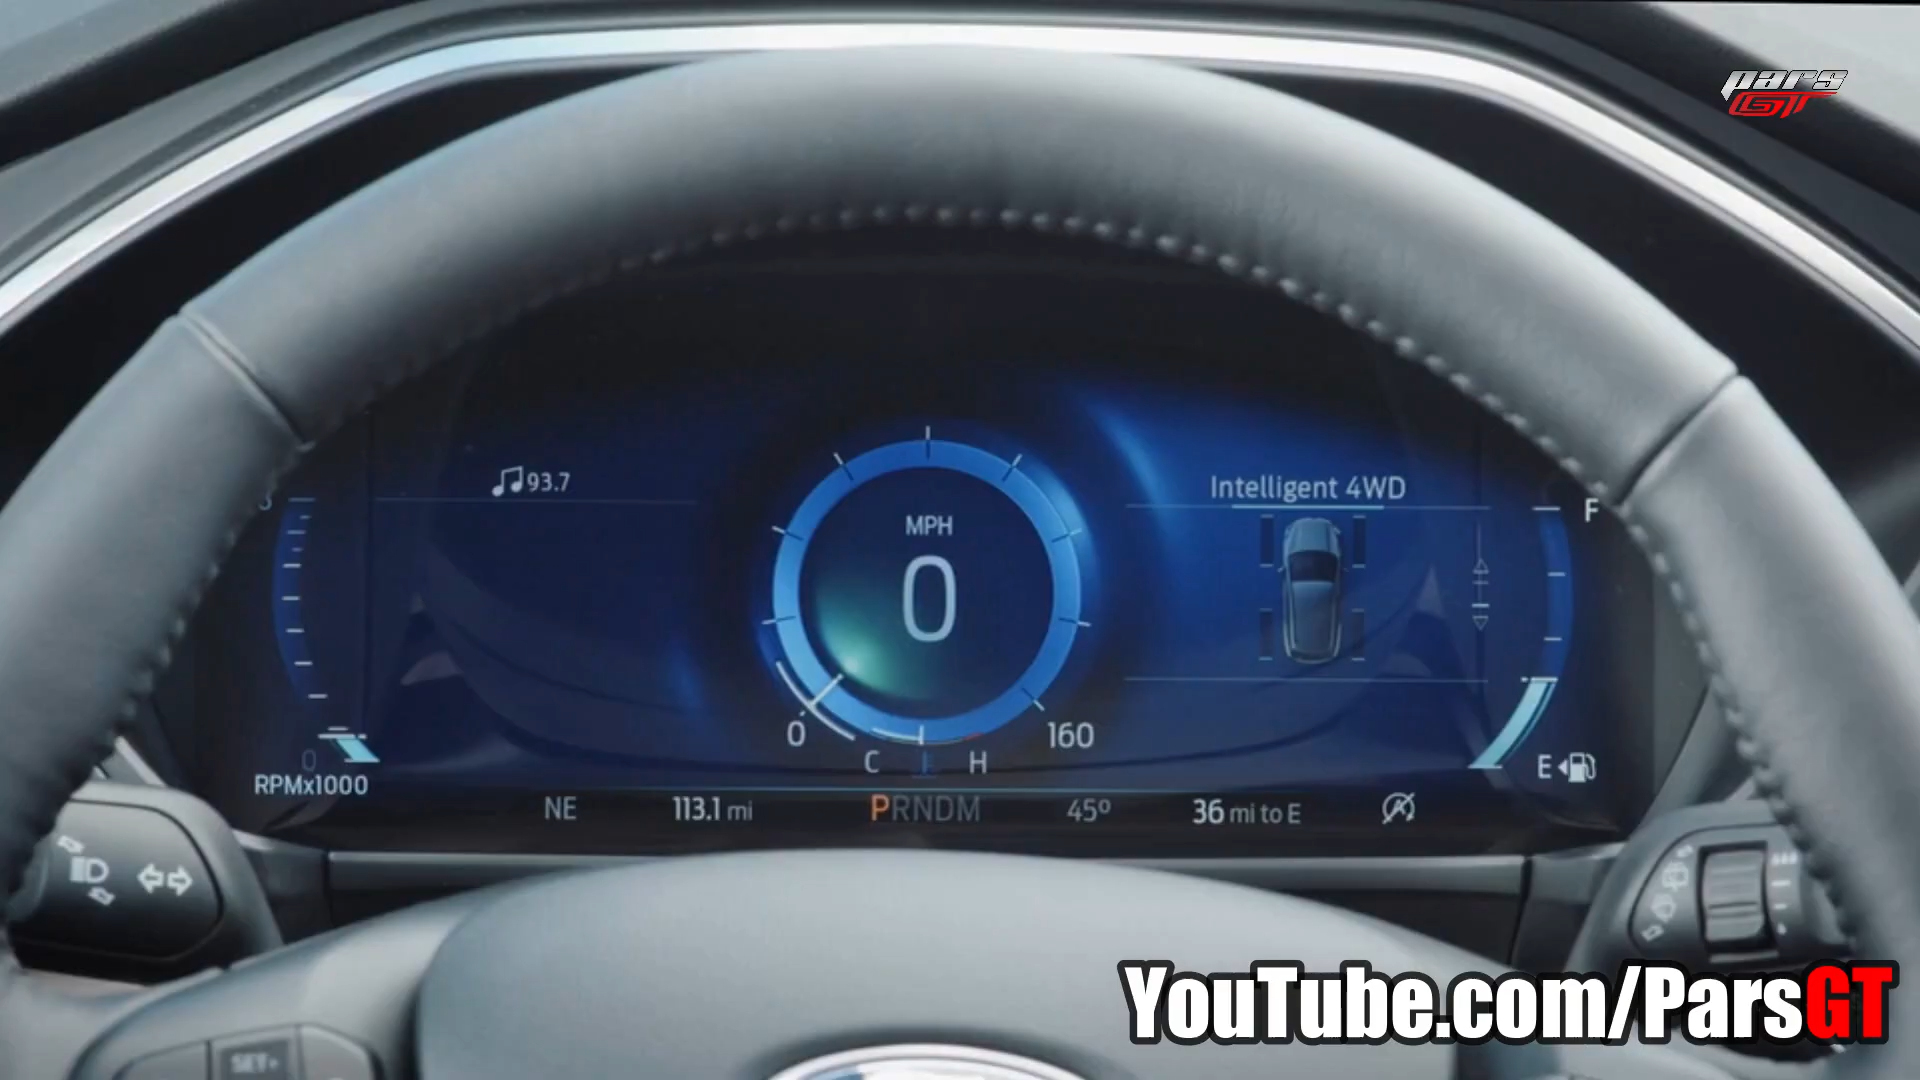 pars
GT
93.7
Intelligent 4WD
F
MPH
0
0
160
C
H
0
RPMx1000
E
NE
113.1 mi
PRNDM
45º
36 mi to E
A
YouTube.com/ParsGT